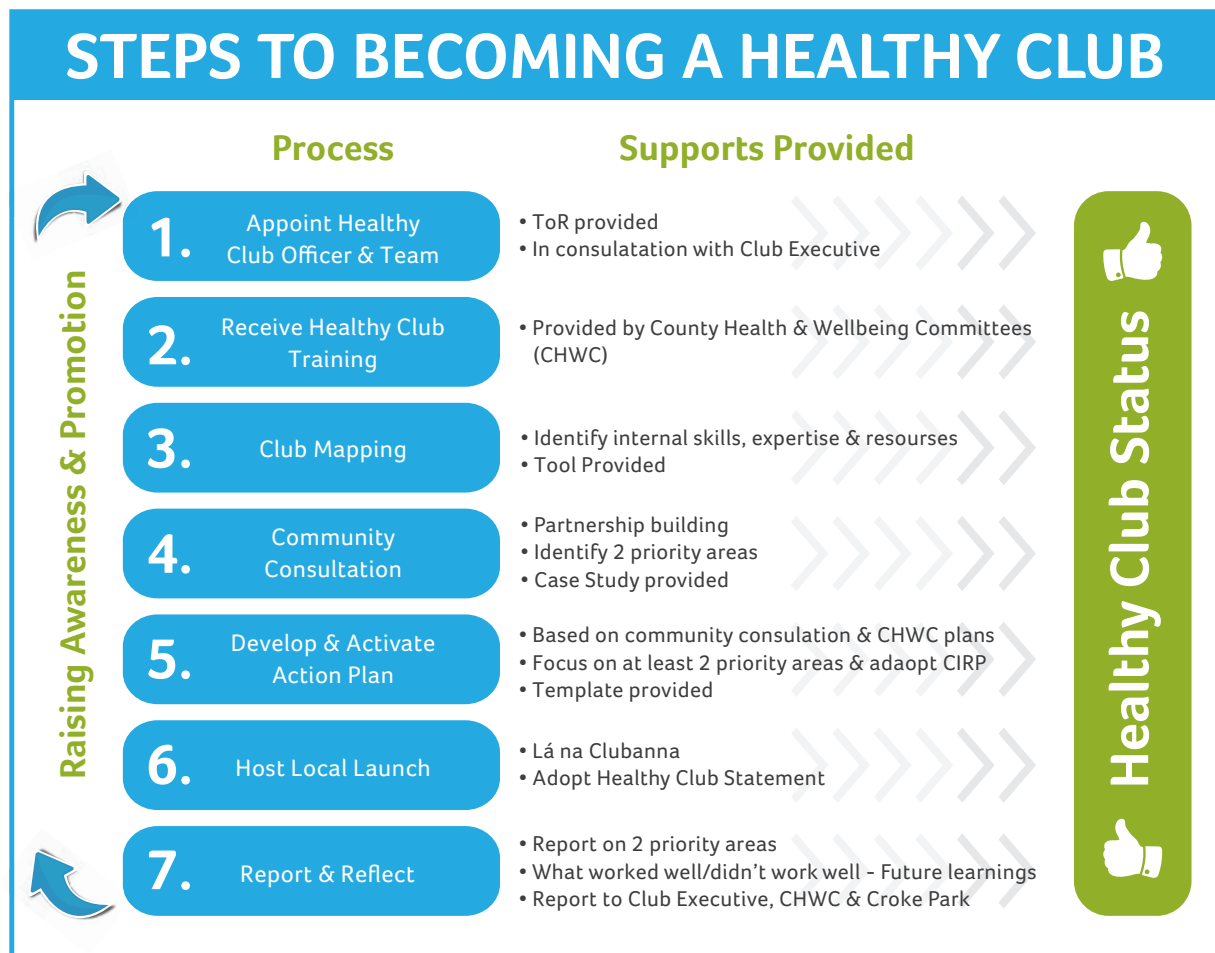 STEPS TO BECOMING A HEALTHY CLUB
Process
Supports Provided
Raising Awareness & Promotion
1.
Appoint Healthy
Club Officer & Team
• ToR provided
• In consulatation with Club Executive
2.
Receive Healthy Club
Training
• Provided by County Health & Wellbeing Committees
(CHWC)
3.
Club Mapping
• Identify internal skills, expertise & resourses
• Tool Provided
4.
Community
Consultation
• Partnership building
• Identify 2 priority areas
• Case Study provided
5.
Develop & Activate
Action Plan
• Based on community consulation & CHWC plans
• Focus on at least 2 priority areas & adaopt CIRP
• Template provided
6.
Host Local Launch
• Lá na Clubanna
• Adopt Healthy Club Statement
7.
Report & Reflect
• Report on 2 priority areas
• What worked well/didn't work well - Future learnings
• Report to Club Executive, CHWC & Croke Park
Healthy Club Status